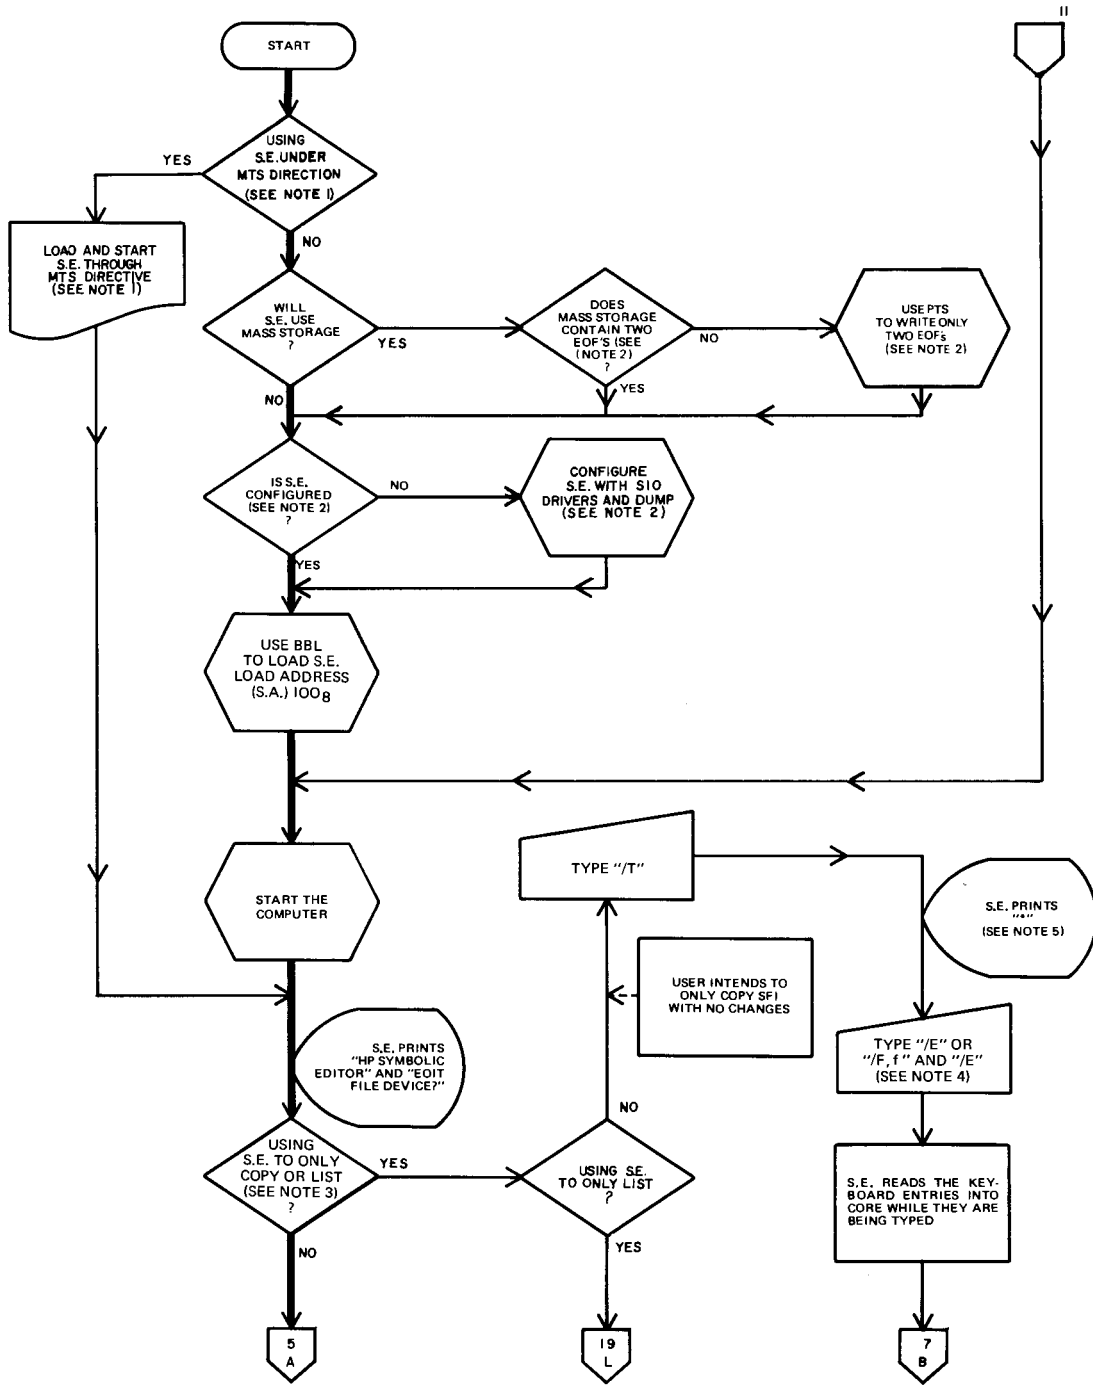 START
11
USING
S.E. UNDER
MTS DIRECTION
(SEE NOTE 1)
YES
NO
LOAD AND START
S.E. THROUGH
MTS DIRECTIVE
(SEE NOTE 1)
WILL
S.E. USE
MASS STORAGE
?
YES
NO
DOES
MASS STORAGE
CONTAIN TWO
EOF'S (SEE
(NOTE 2)
?
NO
YES
USE PTS
TO WRITE ONLY
TWO EOFs
(SEE NOTE 2)
IS S.E.
CONFIGURED
(SEE NOTE 2)
?
NO
YES
CONFIGURE
S.E. WITH SIO
DRIVERS AND DUMP
(SEE NOTE 2)
USE BBL
TO LOAD S.E.
LOAD ADDRESS
(S.A.) 1008
START THE
COMPUTER
TYPE "/T"
S.E. PRINTS
"*"
(SEE NOTE 5)
USER INTENDS TO
ONLY COPY SFI
WITH NO CHANGES
S.E. PRINTS
"HP SYMBOLIC
EDITOR" AND "EOIT
FILE DEVICE?"
TYPE "/E" OR
"/F, f" AND "/E"
(SEE NOTE 4)
USING
S.E. TO ONLY
COPY OR LIST
(SEE NOTE 3)
?
YES
NO
USING S.E.
TO ONLY LIST
?
NO
YES
S.E. READS THE KEY-
BOARD ENTRIES INTO
CORE WHILE THEY ARE
BEING TYPED
5
A
19
L
7
B